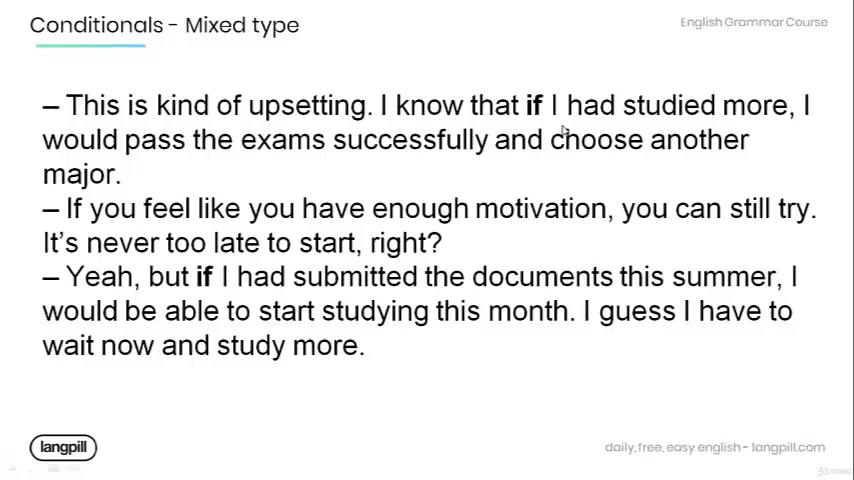 Conditionals - Mixed type
English Grammar Course
– This is kind of upsetting. I know that if I had studied more, I
would pass the exams successfully and choose another
major.
– If you feel like you have enough motivation, you can still try.
It’s never too late to start, right?
– Yeah, but if I had submitted the documents this summer, I
would be able to start studying this month. I guess I have to
wait now and study more.
langpill
daily, free, easy english - langpill.com